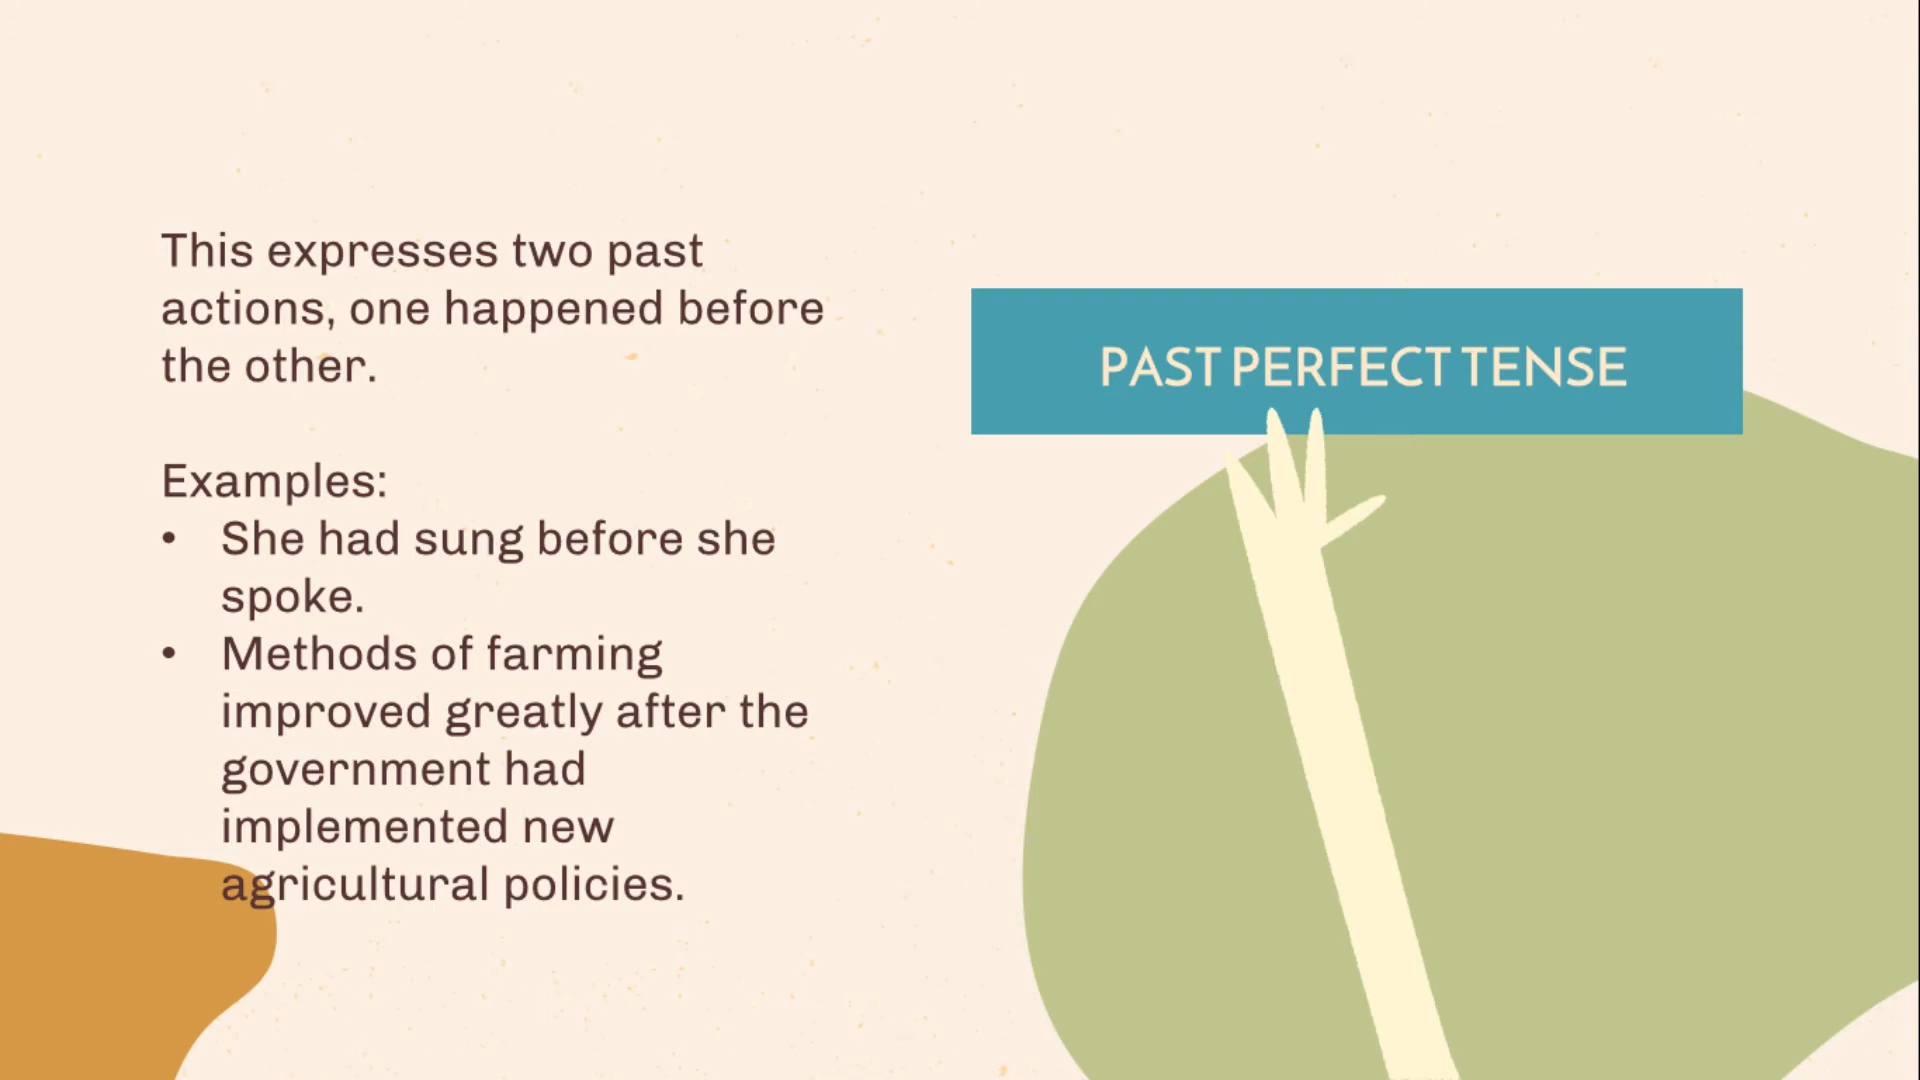 This expresses two past
actions, one happened before
the other.
Examples:
• She had sung before she
spoke.
• Methods of farming
improved greatly after the
government had
implemented new
agricultural policies.
PAST PERFECT TENSE